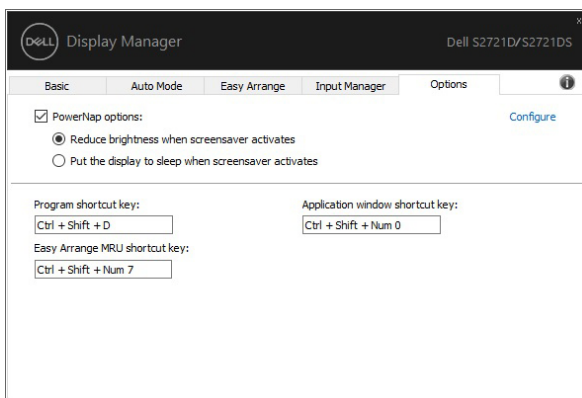 DELL Display Manager Dell S2721D/S2721DS
Basic Auto Mode Easy Arrange Input Manager Options
PowerNap options: Configure
Reduce brightness when screensaver activates
Put the display to sleep when screensaver activates
Program shortcut key: Application window shortcut key:
Ctrl + Shift + D Ctrl + Shift + Num 0
Easy Arrange MRU shortcut key:
Ctrl + Shift + Num 7